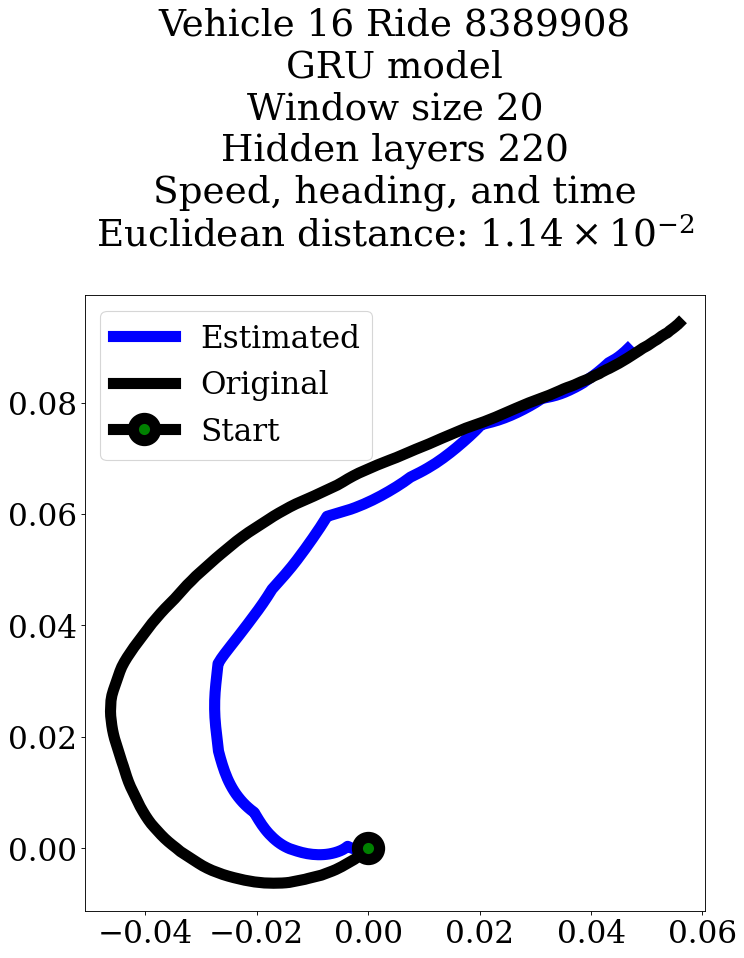 Vehicle 16 Ride 8389908
GRU model
Window size 20
Hidden layers 220
Speed, heading, and time
Euclidean distance: 1.14 × 10⁻²
Estimated
Original
Start
0.08
0.06
0.04
0.02
0.00
−0.04 −0.02 0.00 0.02 0.04 0.06